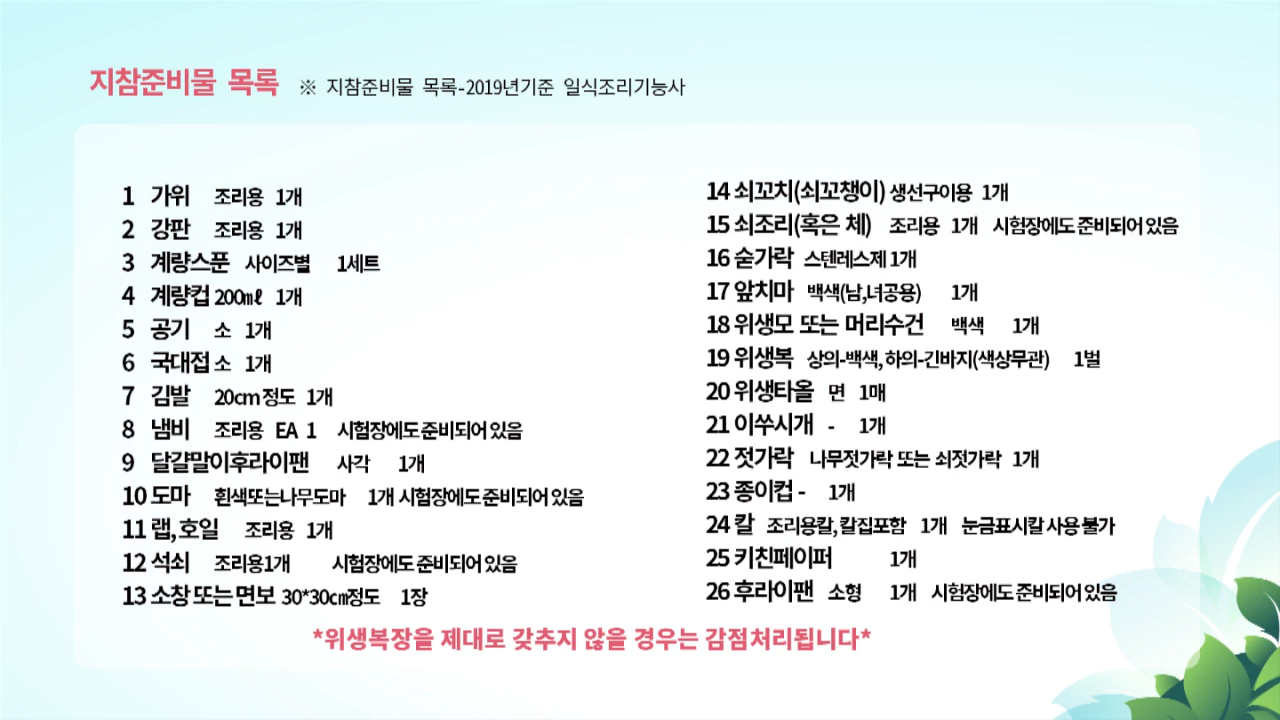 지참준비물 목록 ※ 지참준비물 목록-2019년기준 일식조리기능사
1 가위 조리용 1개
2 강판 조리용 1개
3 계량스푼 사이즈별 1세트
4 계량컵 200㎖ 1개
5 공기 소 1개
6 국대접 소 1개
7 김발 20cm 정도 1개
8 냄비 조리용 EA 1 시험장에도 준비되어 있음
9 달걀말이후라이팬 사각 1개
10 도마 흰색또는나무도마 1개 시험장에도 준비되어 있음
11 랩, 호일 조리용 1개
12 석쇠 조리용1개 시험장에도 준비되어 있음
13 소창 또는 면보 30*30㎝정도 1장
14 쇠꼬치(쇠꼬챙이) 생선구이용 1개
15 쇠조리(혹은 체) 조리용 1개 시험장에도 준비되어 있음
16 숟가락 스텐레스제 1개
17 앞치마 백색(남,녀공용) 1개
18 위생모 또는 머리수건 백색 1개
19 위생복 상의-백색, 하의-긴바지(색상무관) 1벌
20 위생타올 면 1매
21 이쑤시개 - 1개
22 젓가락 나무젓가락 또는 쇠젓가락 1개
23 종이컵 - 1개
24 칼 조리용칼, 칼집포함 1개 눈금표시칼 사용 불가
25 키친페이퍼 1개
26 후라이팬 소형 1개 시험장에도 준비되어 있음
*위생복장을 제대로 갖추지 않을 경우는 감점처리됩니다*